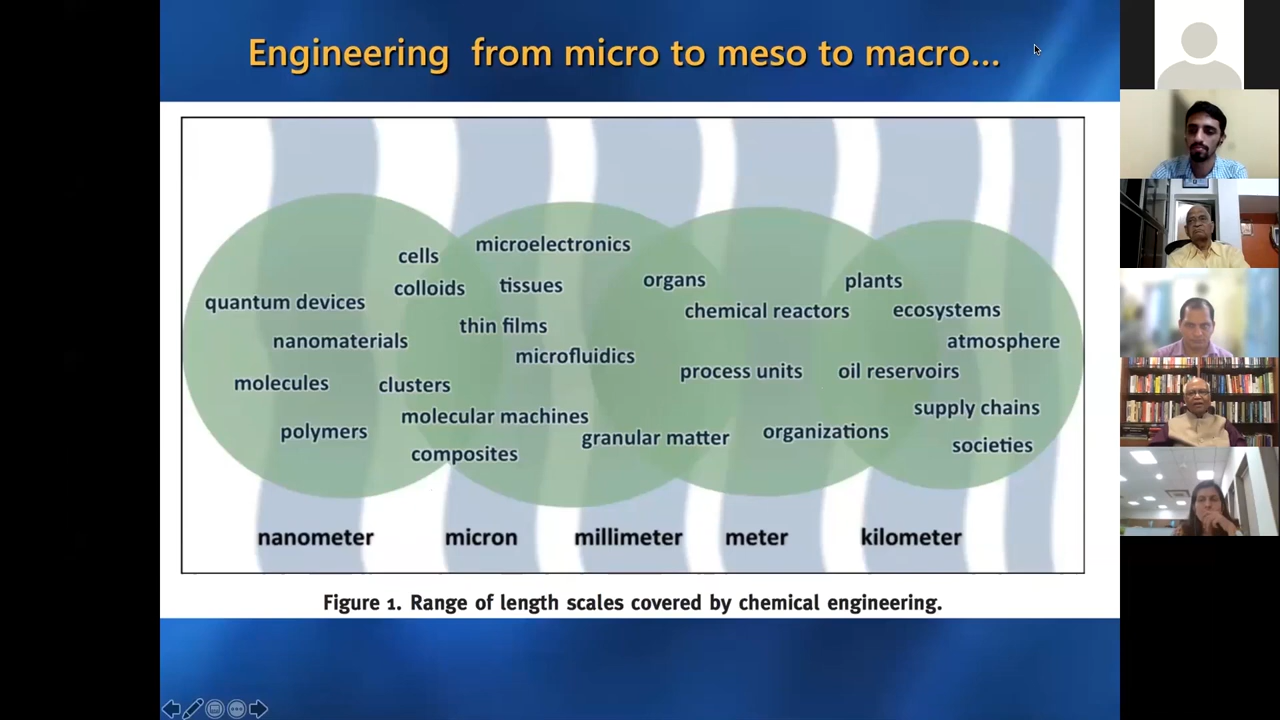 Engineering from micro to meso to macro...
cells
microelectronics
colloids
tissues
organs
plants
quantum devices
chemical reactors
ecosystems
thin films
nanomaterials
microfluidics
atmosphere
molecules
clusters
process units
oil reservoirs
molecular machines
supply chains
polymers
granular matter
organizations
composites
societies
nanometer
micron
millimeter
meter
kilometer
Figure 1. Range of length scales covered by chemical engineering.